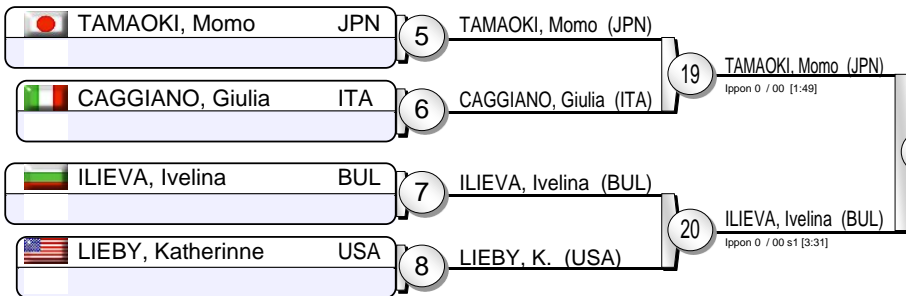 TAMAOKI, Momo JPN
5
TAMAOKI, Momo (JPN)
19
TAMAOKI, Momo (JPN)
Ippon 0 / 00 [1:49]
CAGGIANO, Giulia ITA
6
CAGGIANO, Giulia (ITA)
ILIEVA, Ivelina BUL
7
ILIEVA, Ivelina (BUL)
20
ILIEVA, Ivelina (BUL)
Ippon 0 / 00 s1 [3:31]
LIEBY, Katherinne USA
8
LIEBY, K. (USA)